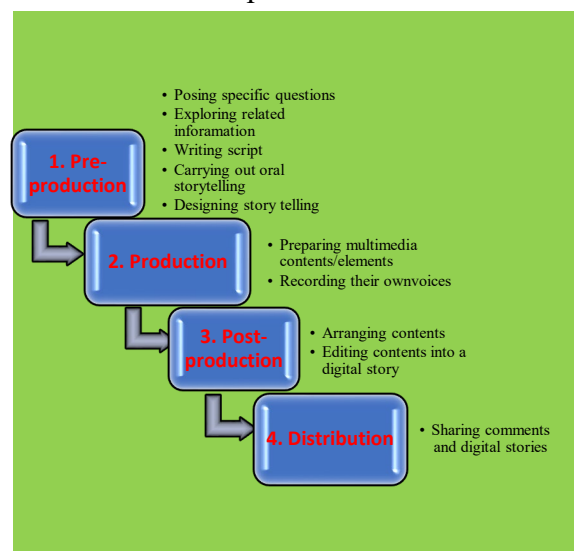 • Posing specific questions
• Exploring related
inforamation
• Writing script
• Carrying out oral
storytelling
• Designing story telling
1. Pre-
production
2. Production
• Preparing multimedia
contents/elements
• Recording their ownvoices
3. Post-
production
• Arranging contents
• Editing contents into a
digital story
4. Distribution
• Sharing comments
and digital stories